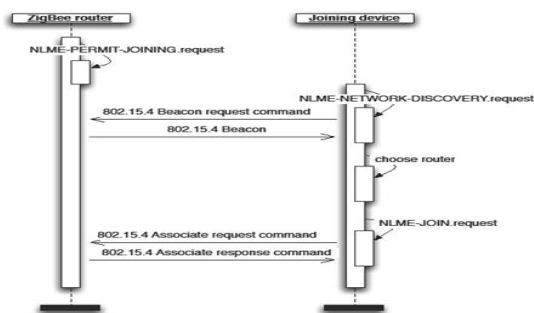 ZigBee router
Joining device
NLME-PERMIT-JOINING.request
NLME-NETWORK-DISCOVERY.request
802.15.4 Beacon request command
802.15.4 Beacon
choose router
NLME-JOIN.request
802.15.4 Associate request command
802.15.4 Associate response command